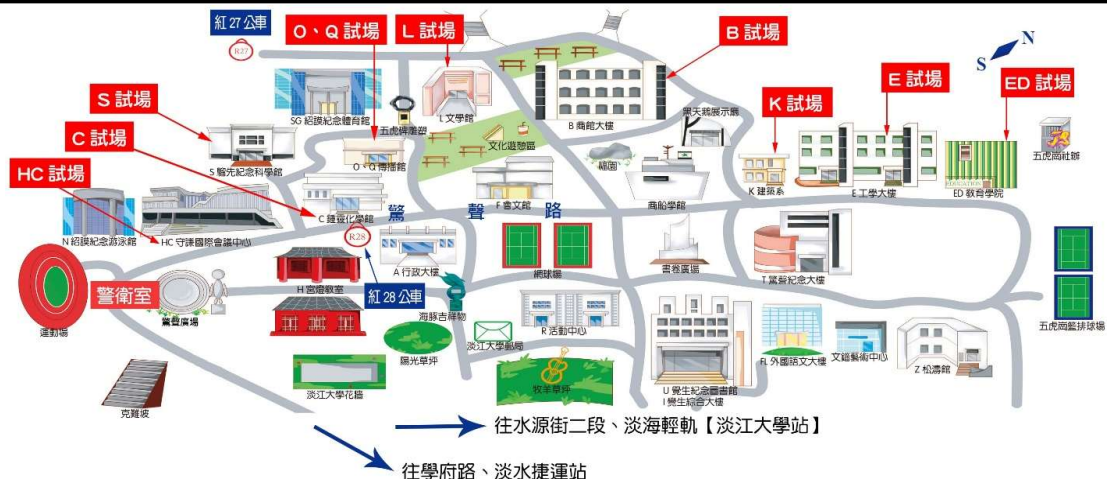 紅 27 公車
R27
O、Q 試場
L 試場
B 試場
N
S
K 試場
E 試場
ED 試場
S 試場
C 試場
HC 試場
SG 紹謨紀念體育館
五虎碑雕塑
L 文學館
B 商館大樓
黑天鵝展示廳
五虎崗社辦
文化遊憩區
S 騮先紀念科學館
O、Q 傳播館
K 建築系
E 工學大樓
EDUCATION
ED 教育學院
商船學館
F 會文館
C 鍾靈化學館
驚聲路
N 紹謨紀念游泳館
HC 守謙國際會議中心
R28
A 行政大樓
網球場
書卷廣場
T 驚聲紀念大樓
警衛室
運動場
驚聲廣場
H 宮燈教室
紅 28 公車
海豚吉祥物
R 活動中心
五虎崗籃排球場
淡江大學郵局
陽光草坪
FL 外國語文大樓
文錙藝術中心
Z 松濤館
淡江大學花牆
牧羊草坪
U 覺生紀念圖書館
I 覺生綜合大樓
克難坡
往水源街二段、淡海輕軌【淡江大學站】
往學府路、淡水捷運站